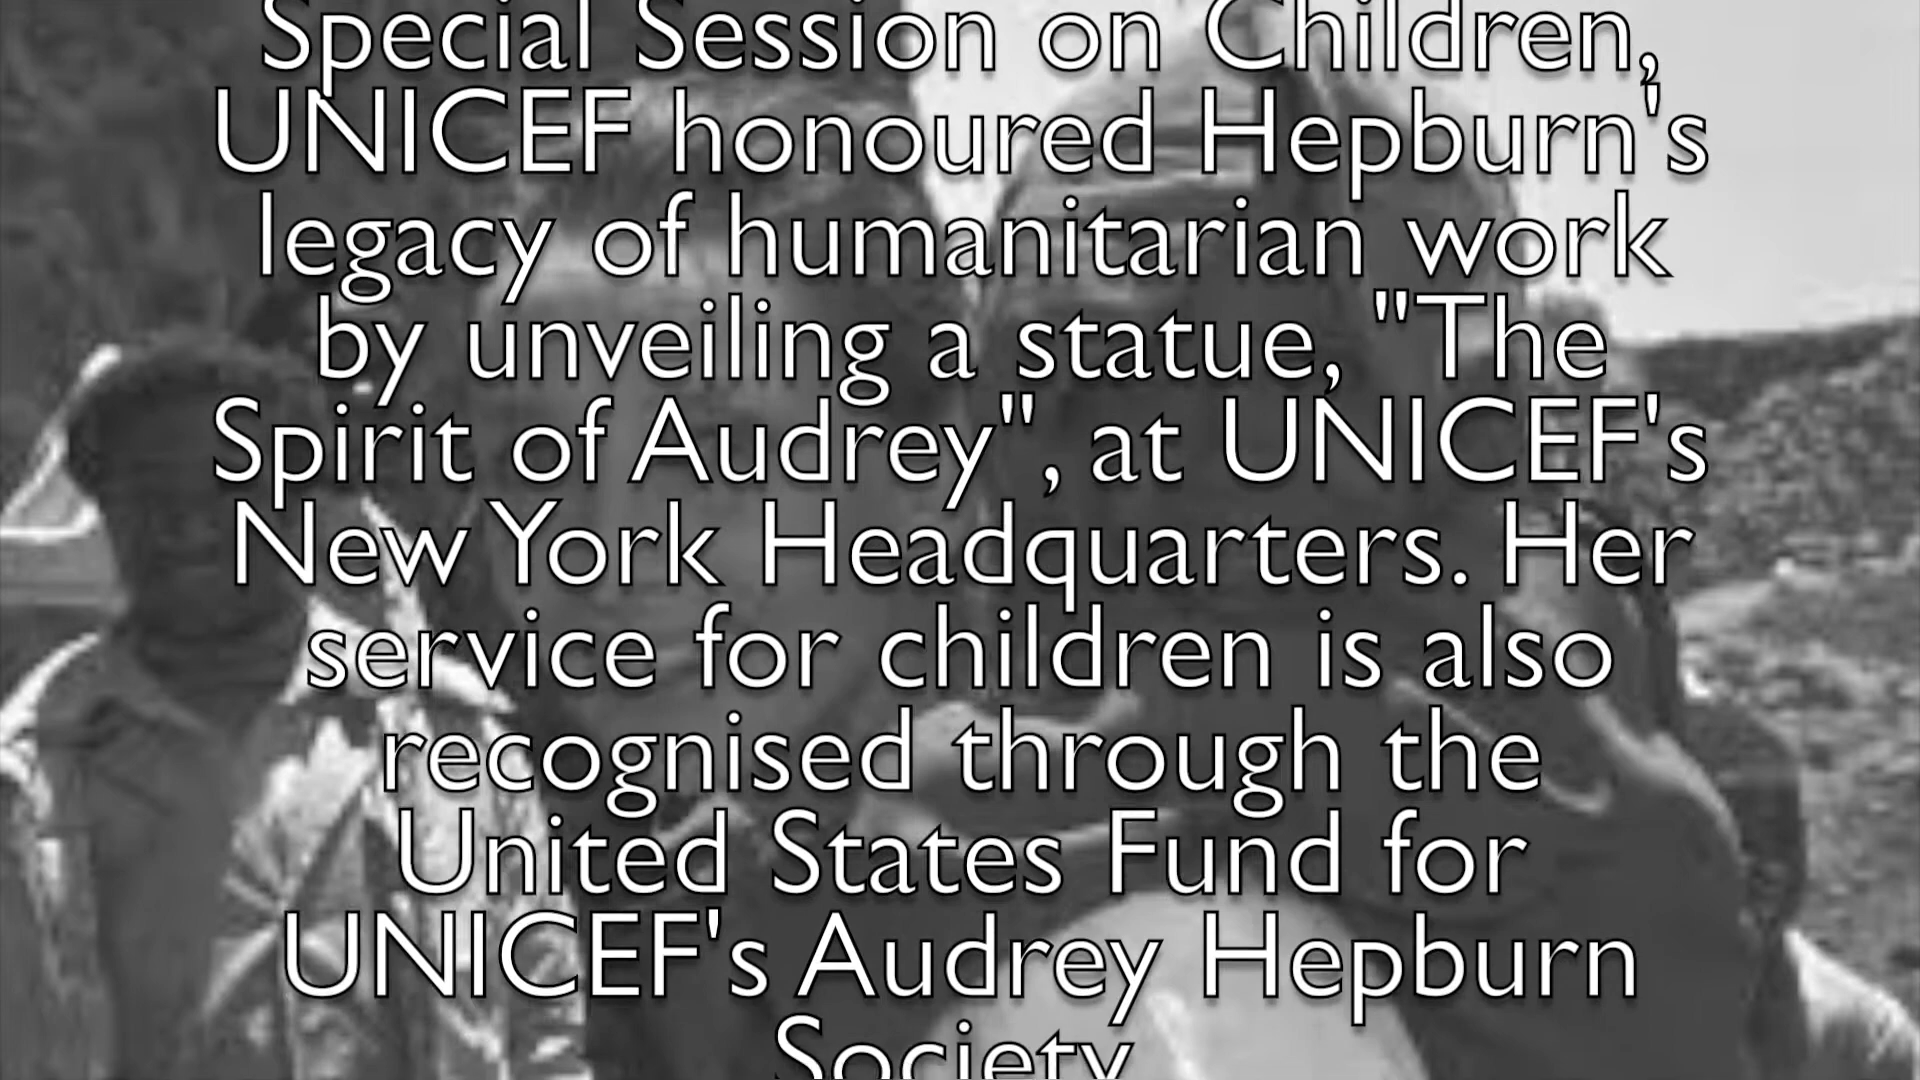 Special Session on Children,
UNICEF honoured Hepburn's
legacy of humanitarian work
by unveiling a statue, "The
Spirit of Audrey", at UNICEF's
New York Headquarters. Her
service for children is also
recognised through the
United States Fund for
UNICEF's Audrey Hepburn
Society